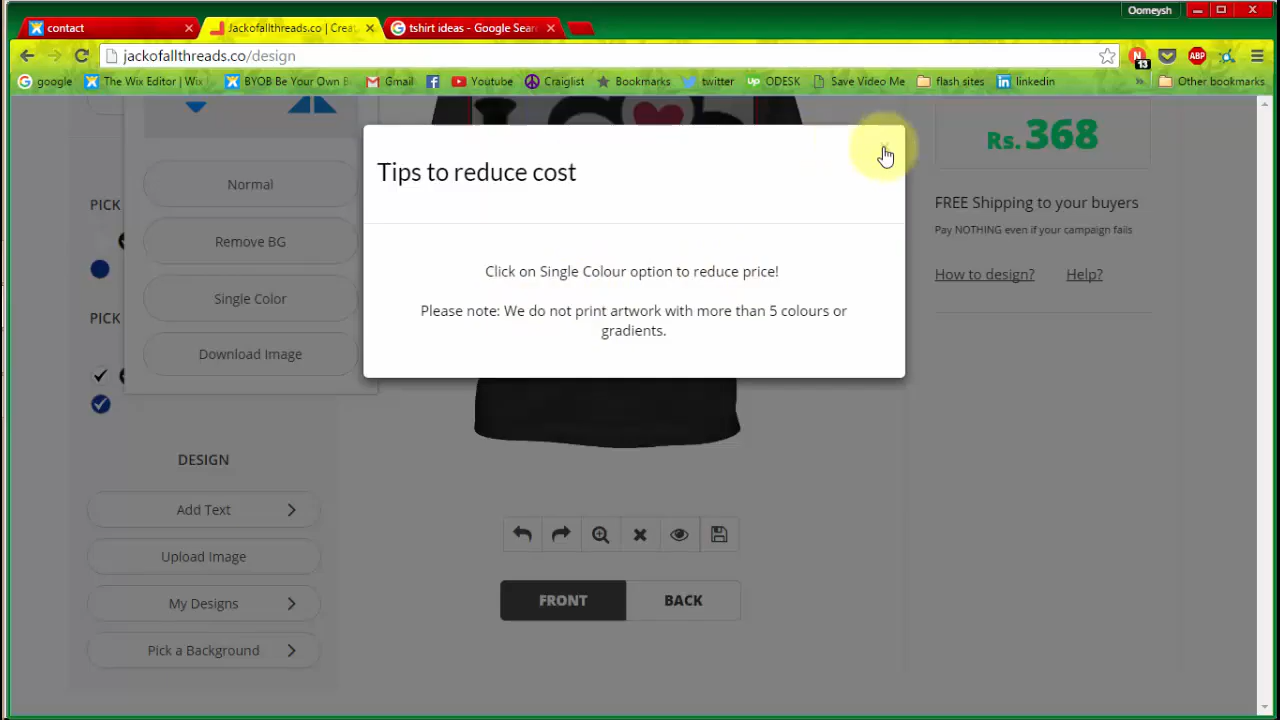 Oomeysh
contact
Jackofallthreads.co | Crea
tshirt ideas - Google Sear
jackofallthreads.co/design
13
ABP
google
The Wix Editor | Wix
BYOB Be Your Own B
Gmail
Youtube
Craiglist
Bookmarks
twitter
up ODESK
Save Video Me
flash sites
linkedin
»
Other bookmarks
Rs. 368
Tips to reduce cost
Normal
PICK
FREE Shipping to your buyers
Pay NOTHING even if your campaign fails
Remove BG
Click on Single Colour option to reduce price!
How to design?
Help?
Single Color
Please note: We do not print artwork with more than 5 colours or
gradients.
PICK
Download Image
DESIGN
Add Text
Upload Image
My Designs
FRONT
BACK
Pick a Background